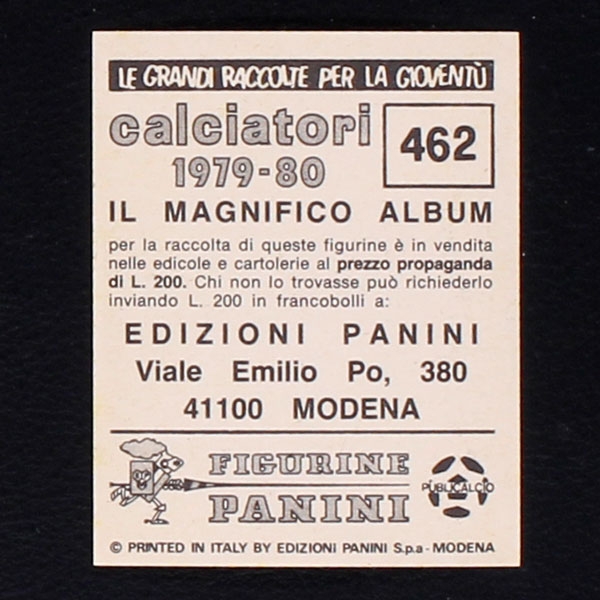 LE GRANDI RACCOLTE PER LA GIOVENTÙ
calciatori
1979-80
462
IL MAGNIFICO ALBUM
per la raccolta di queste figurine è in vendita
nelle edicole e cartolerie al prezzo propaganda
di L. 200. Chi non lo trovasse può richiederlo
inviando L. 200 in francobolli a:
EDIZIONI PANINI
Viale Emilio Po, 380
41100 MODENA
FIGURINE
PANINI
PUBLICALCIO
© PRINTED IN ITALY BY EDIZIONI PANINI S.p.a - MODENA